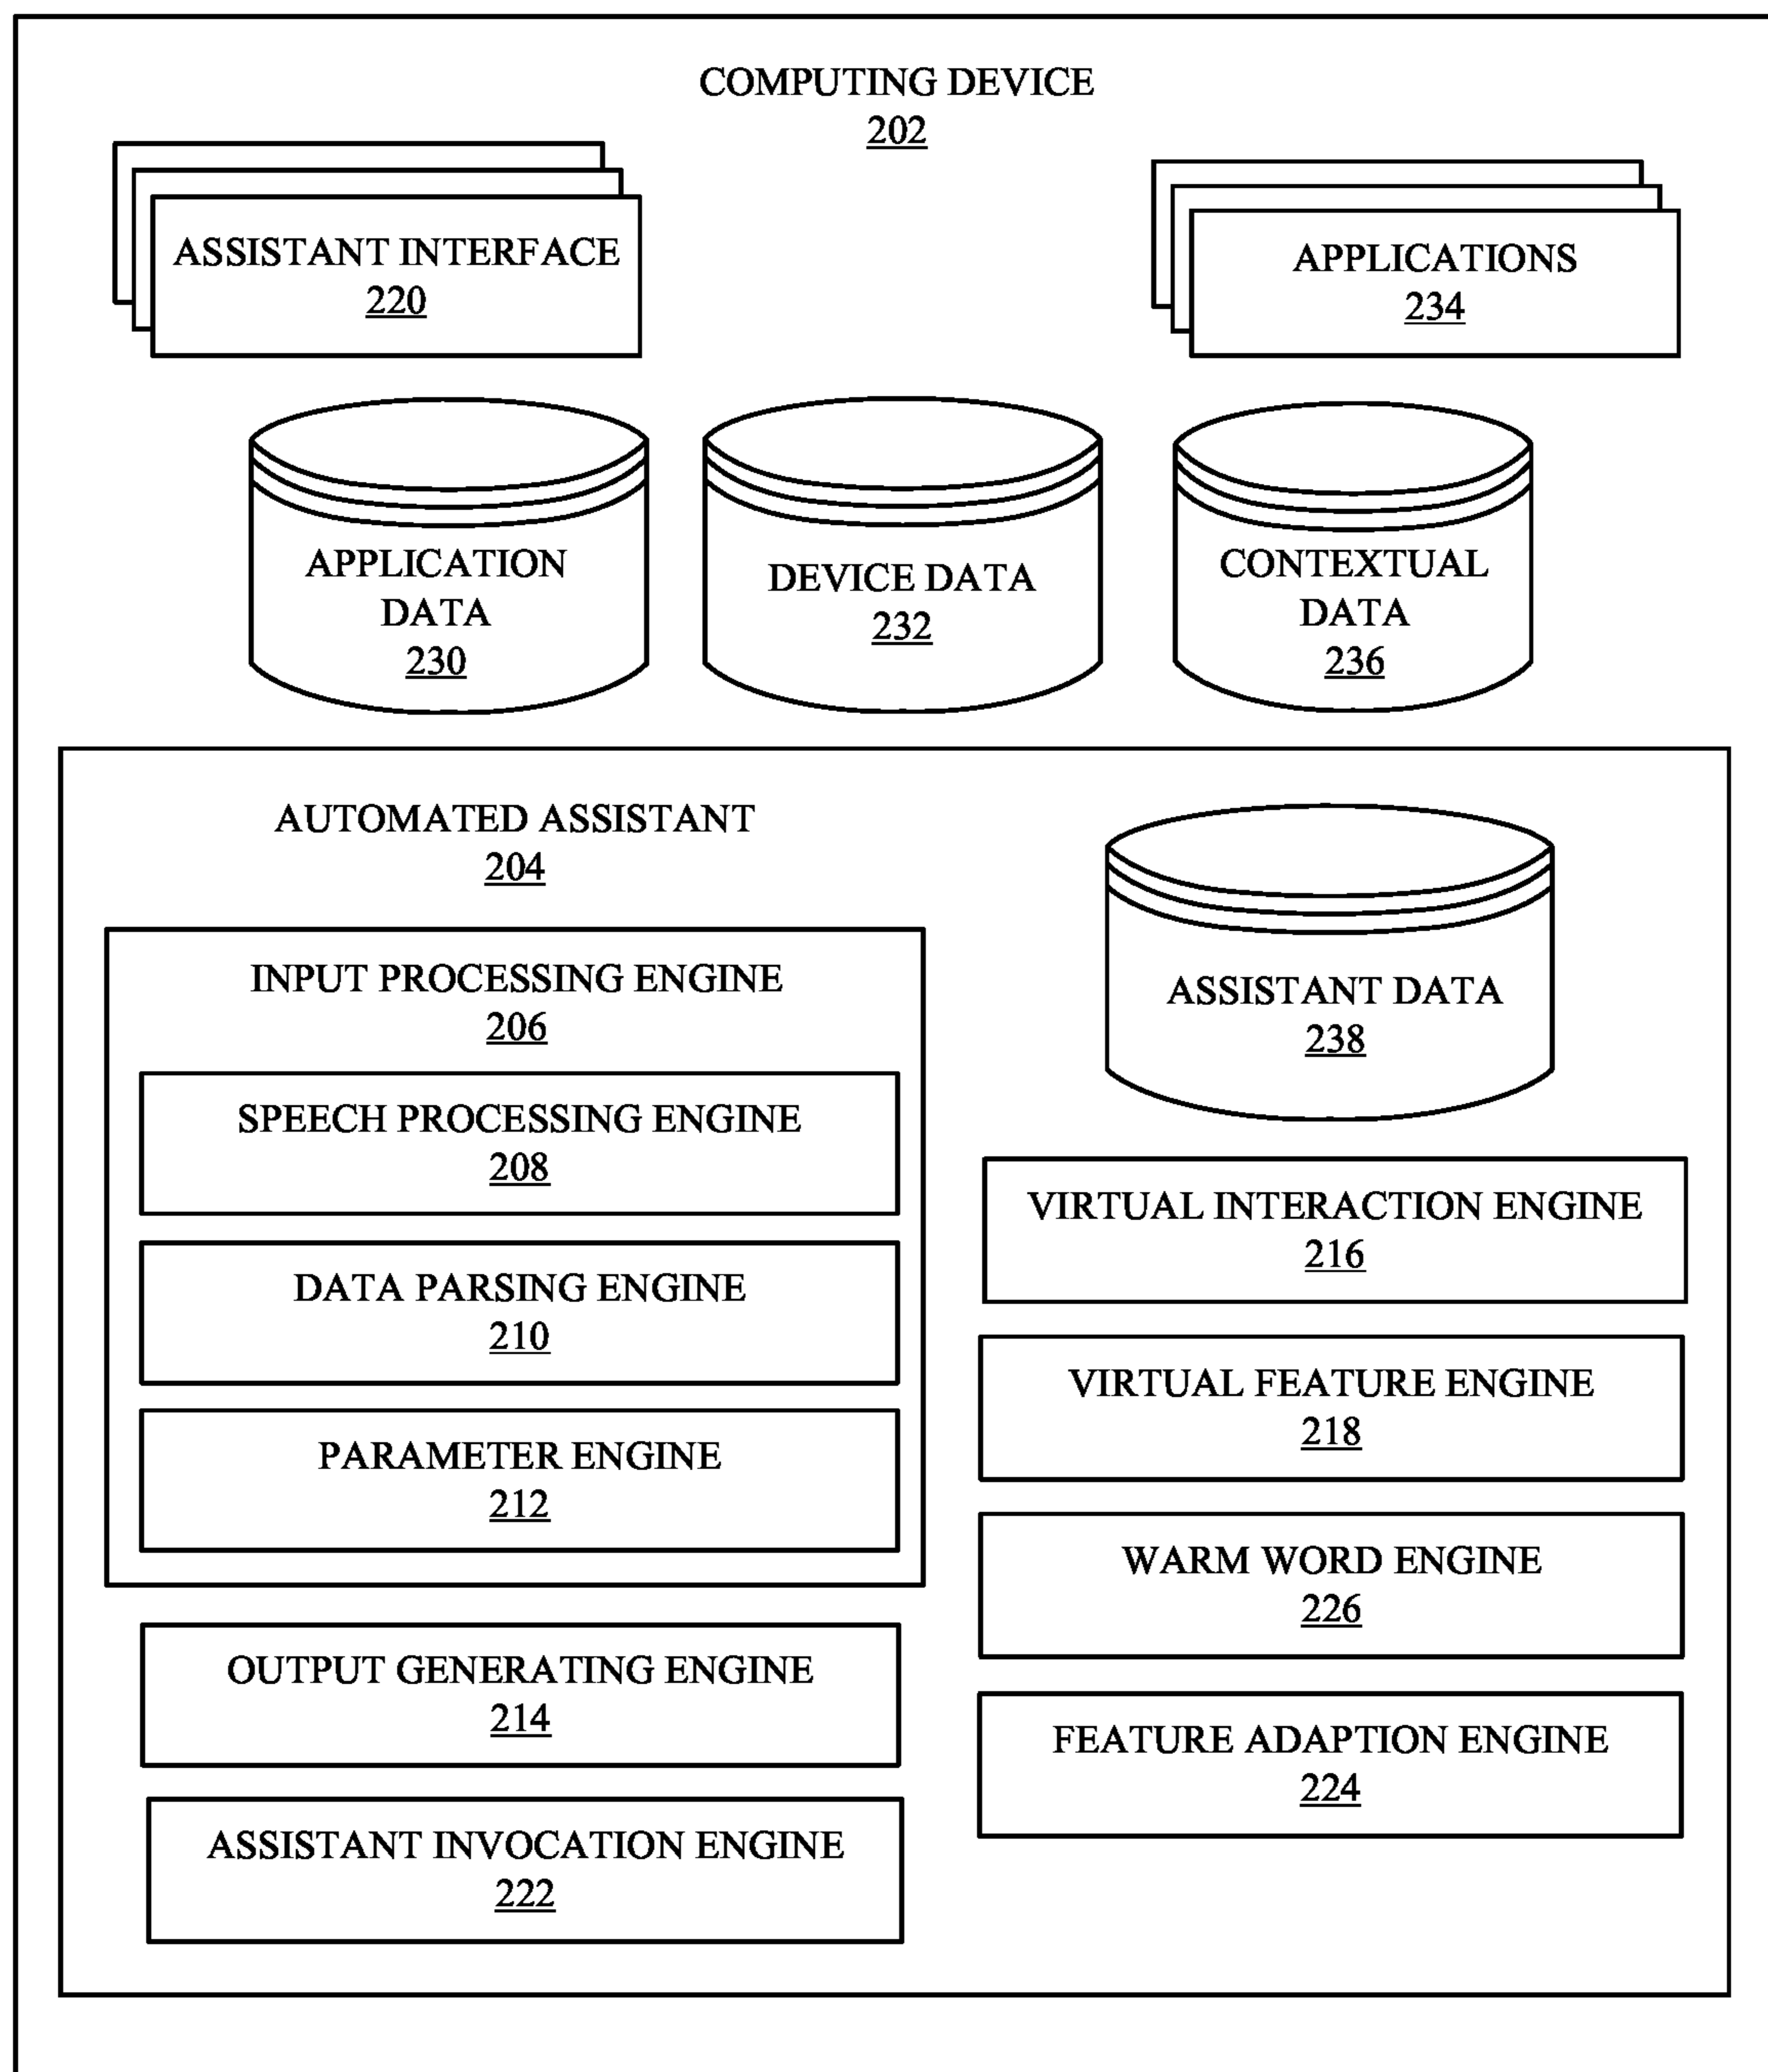 COMPUTING DEVICE
202
ASSISTANT INTERFACE
220
APPLICATIONS
234
APPLICATION
DATA
230
DEVICE DATA
232
CONTEXTUAL
DATA
236
AUTOMATED ASSISTANT
204
INPUT PROCESSING ENGINE
206
SPEECH PROCESSING ENGINE
208
DATA PARSING ENGINE
210
PARAMETER ENGINE
212
OUTPUT GENERATING ENGINE
214
ASSISTANT INVOCATION ENGINE
222
ASSISTANT DATA
238
VIRTUAL INTERACTION ENGINE
216
VIRTUAL FEATURE ENGINE
218
WARM WORD ENGINE
226
FEATURE ADAPTION ENGINE
224